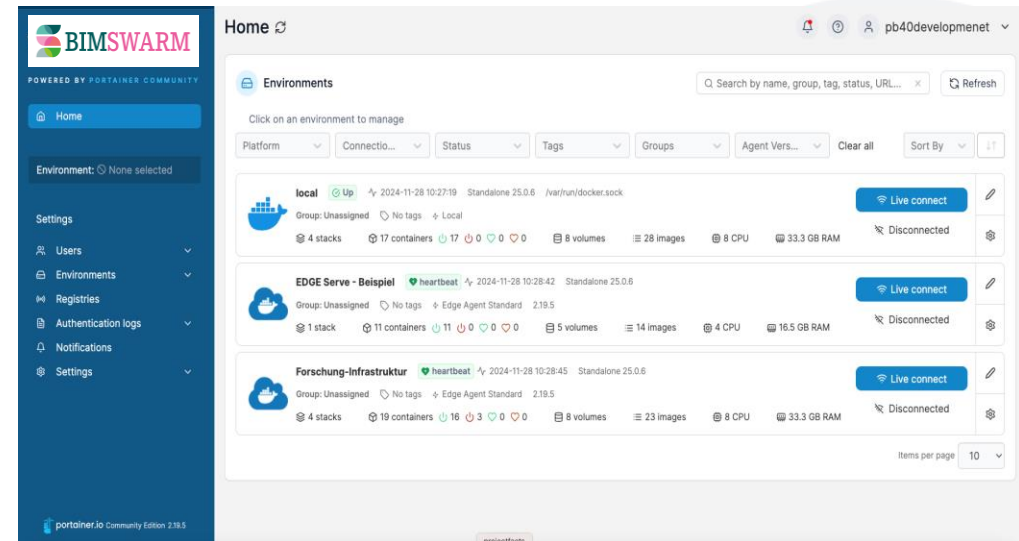 BIMSWARM
POWERED BY PORTAINER COMMUNITY
Home
Environment: None selected
Settings
Users
Environments
Registries
Authentication logs
Notifications
Settings
portainer.io Community Edition 2.19.5
Home
pb40developmenet
Environments
Search by name, group, tag, status, URL...
Refresh
Click on an environment to manage
Platform Connectio... Status Tags Groups Agent Vers... Clear all Sort By
local Up 2024-11-28 10:27:19 Standalone 25.0.6 /var/run/docker.sock
Group: Unassigned No tags Local
4 stacks 17 containers 17 0 0 0 8 volumes 28 images 8 CPU 33.3 GB RAM
Live connect
Disconnected
EDGE Serve - Beispiel heartbeat 2024-11-28 10:28:42 Standalone 25.0.6
Group: Unassigned No tags Edge Agent Standard 2.19.5
1 stack 11 containers 11 0 0 0 5 volumes 14 images 4 CPU 16.5 GB RAM
Live connect
Disconnected
Forschung-Infrastruktur heartbeat 2024-11-28 10:28:45 Standalone 25.0.6
Group: Unassigned No tags Edge Agent Standard 2.19.5
4 stacks 19 containers 16 3 0 0 8 volumes 23 images 8 CPU 33.3 GB RAM
Live connect
Disconnected
Items per page 10